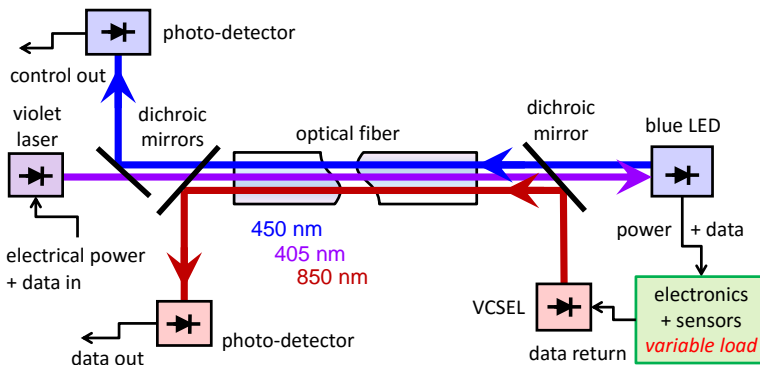 photo-detector
control out
violet
laser
dichroic
mirrors
optical fiber
dichroic
mirror
blue LED
450 nm
405 nm
850 nm
electrical power
+ data in
power
+ data
VCSEL
electronics
+ sensors
variable load
data return
photo-detector
data out